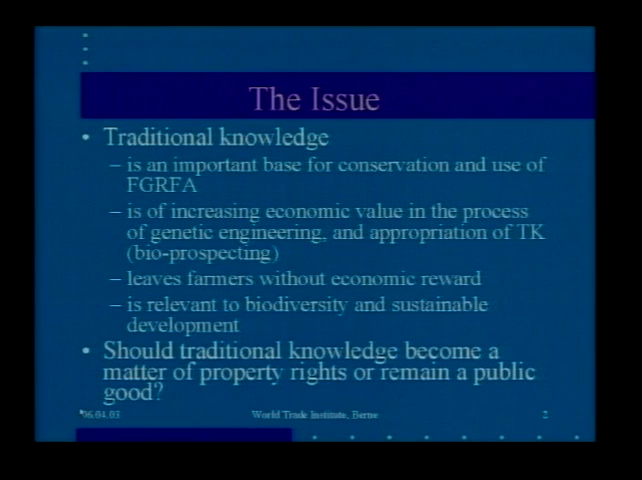 The Issue
• Traditional knowledge
– is an important base for conservation and use of
FGRFA
– is of increasing economic value in the process
of genetic engineering, and appropriation of TK
(bio-prospecting)
– leaves farmers without economic reward
– is relevant to biodiversity and sustainable
development
• Should traditional knowledge become a
matter of property rights or remain a public
good?
06.04.03 World Trade Institute, Berne 2